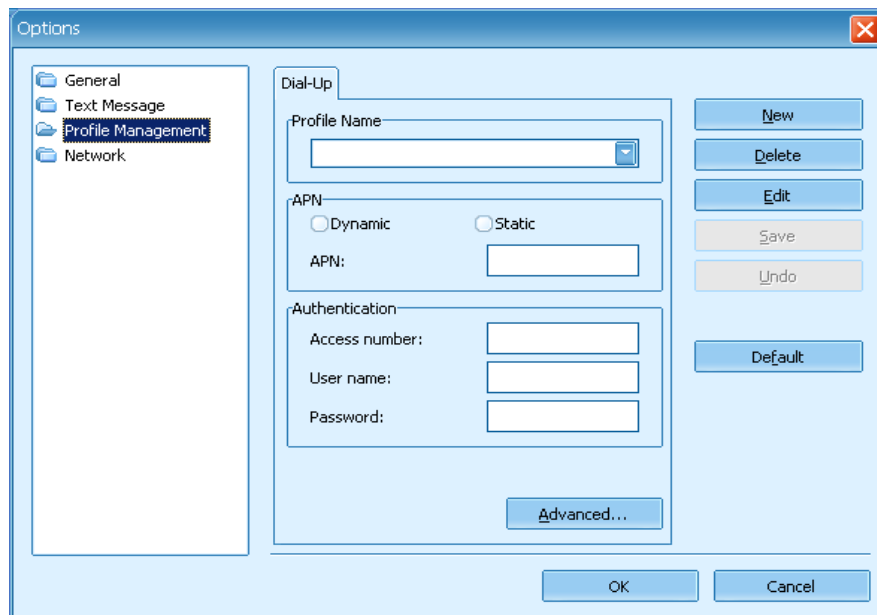 Options
General
Text Message
Profile Management
Network
Dial-Up
Profile Name
APN
Dynamic Static
APN:
Authentication
Access number:
User name:
Password:
Advanced...
New
Delete
Edit
Save
Undo
Default
OK Cancel